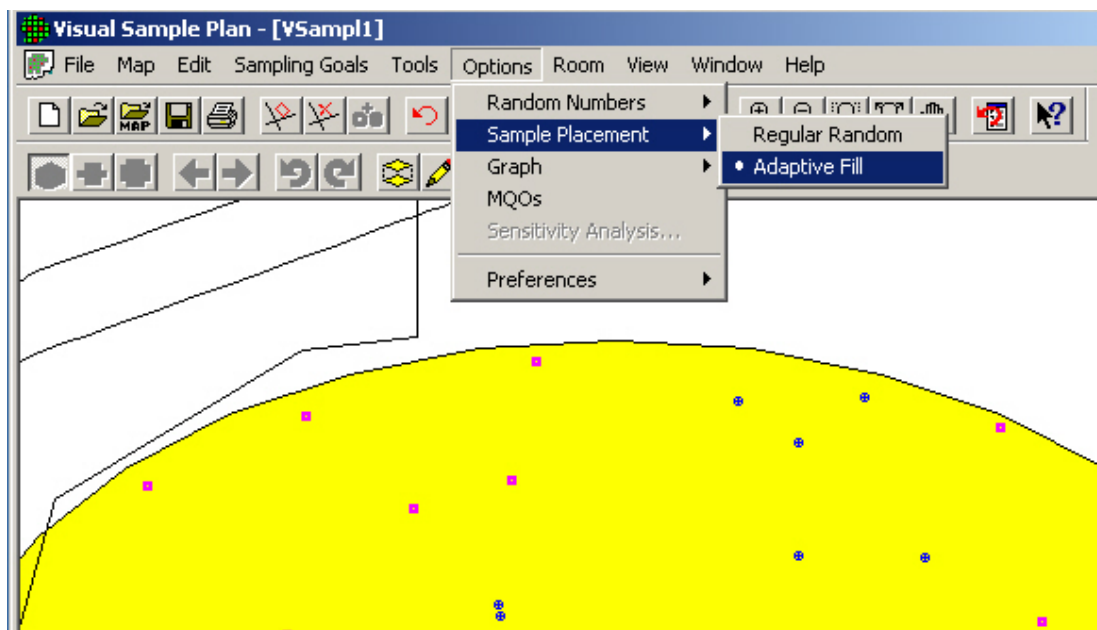 Visual Sample Plan - [VSampl1]
File Map Edit Sampling Goals Tools Options Room View Window Help
MAP
Random Numbers
Sample Placement
Graph
MQOs
Sensitivity Analysis...
Preferences
Regular Random
Adaptive Fill